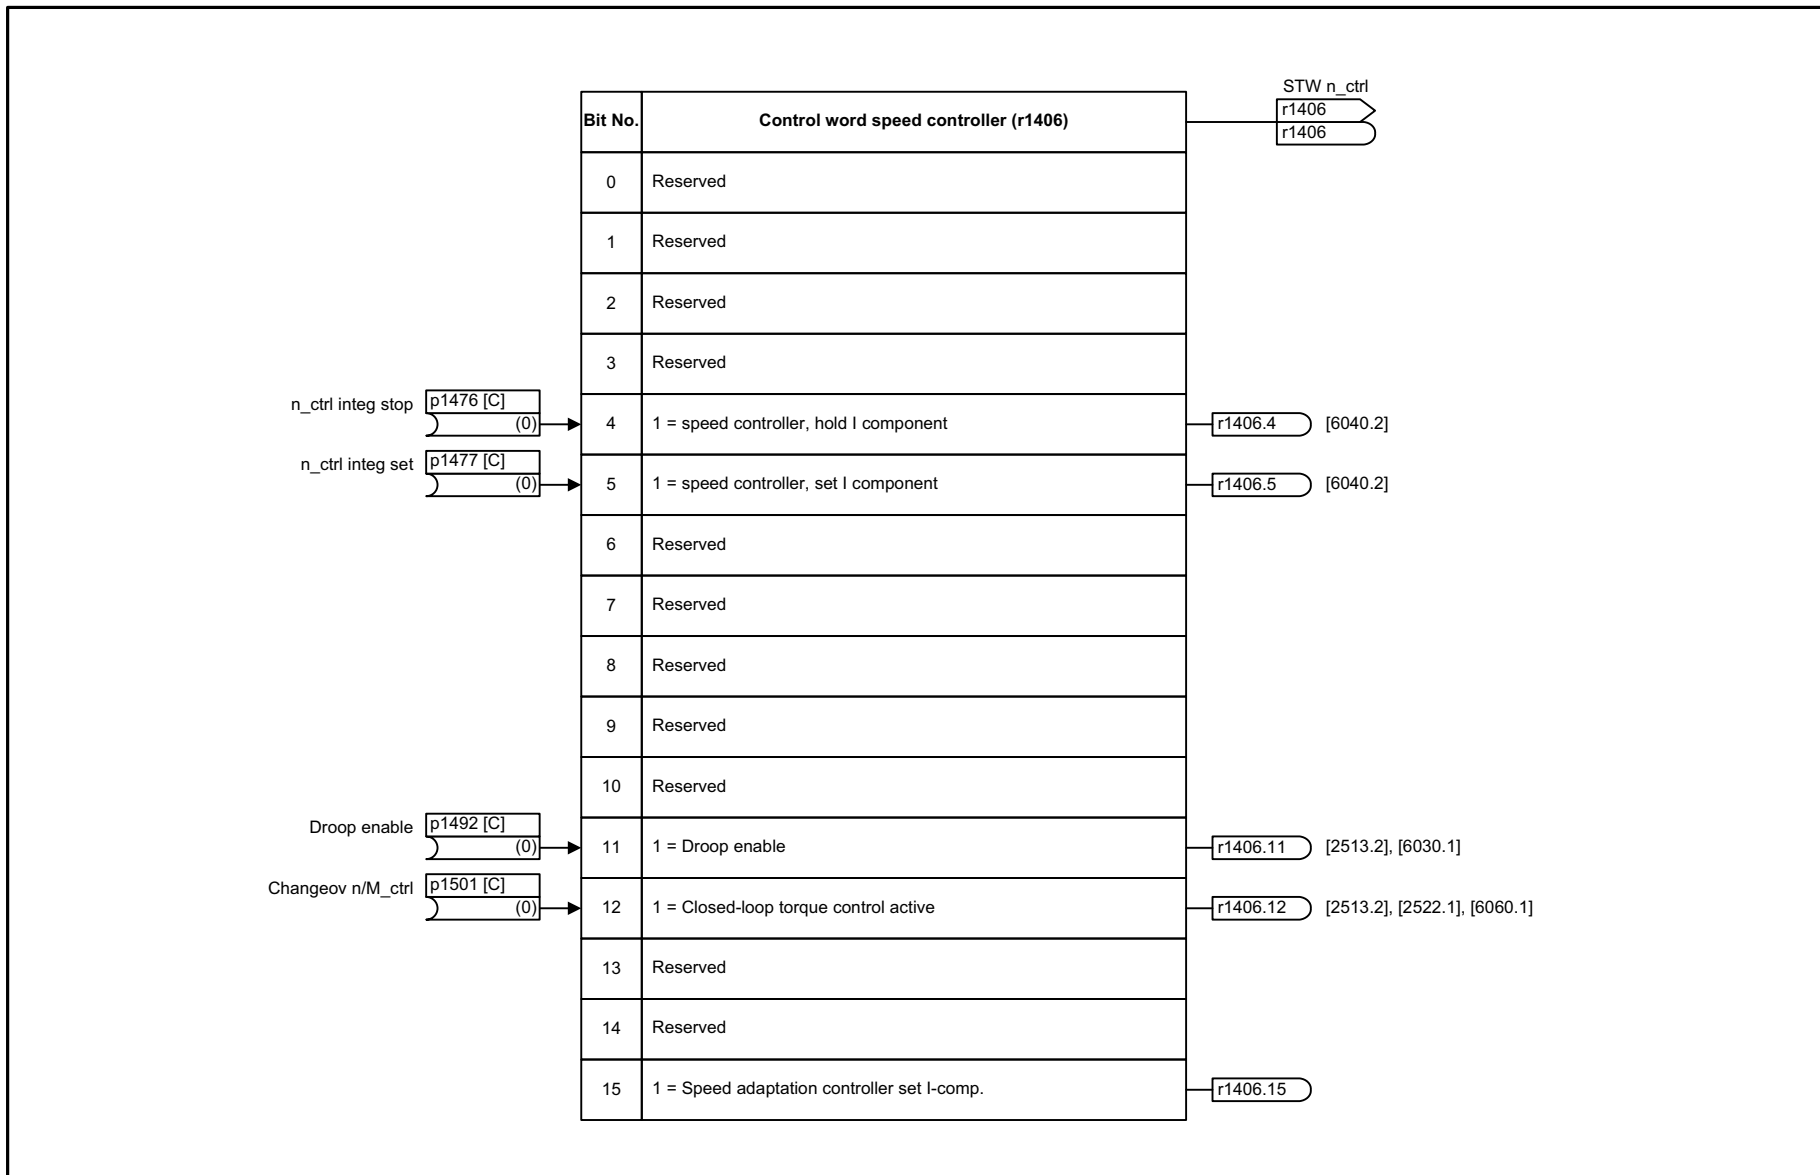 STW n_ctrl
r1406
r1406
Bit No. Control word speed controller (r1406)
0 Reserved
1 Reserved
2 Reserved
3 Reserved
n_ctrl integ stop p1476 [C]
(0) 4 1 = speed controller, hold I component r1406.4 [6040.2]
n_ctrl integ set p1477 [C]
(0) 5 1 = speed controller, set I component r1406.5 [6040.2]
6 Reserved
7 Reserved
8 Reserved
9 Reserved
10 Reserved
Droop enable p1492 [C]
(0) 11 1 = Droop enable r1406.11 [2513.2], [6030.1]
Changeov n/M_ctrl p1501 [C]
(0) 12 1 = Closed-loop torque control active r1406.12 [2513.2], [2522.1], [6060.1]
13 Reserved
14 Reserved
15 1 = Speed adaptation controller set I-comp. r1406.15